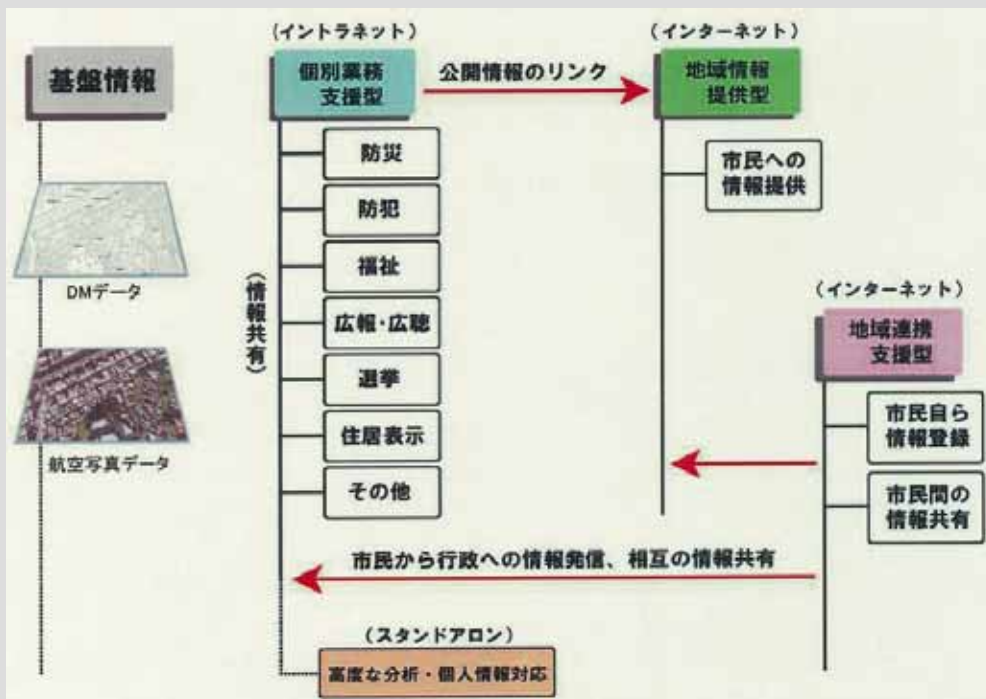 基盤情報
DMデータ
航空写真データ
(イントラネット)
個別業務
支援型
公開情報のリンク
(インターネット)
地域情報
提供型
防災
防犯
福祉
広報・広聴
選挙
住居表示
その他
(情報共有)
市民への
情報提供
(インターネット)
地域連携
支援型
市民自ら
情報登録
市民間の
情報共有
市民から行政への情報発信、相互の情報共有
(スタンドアロン)
高度な分析・個人情報対応